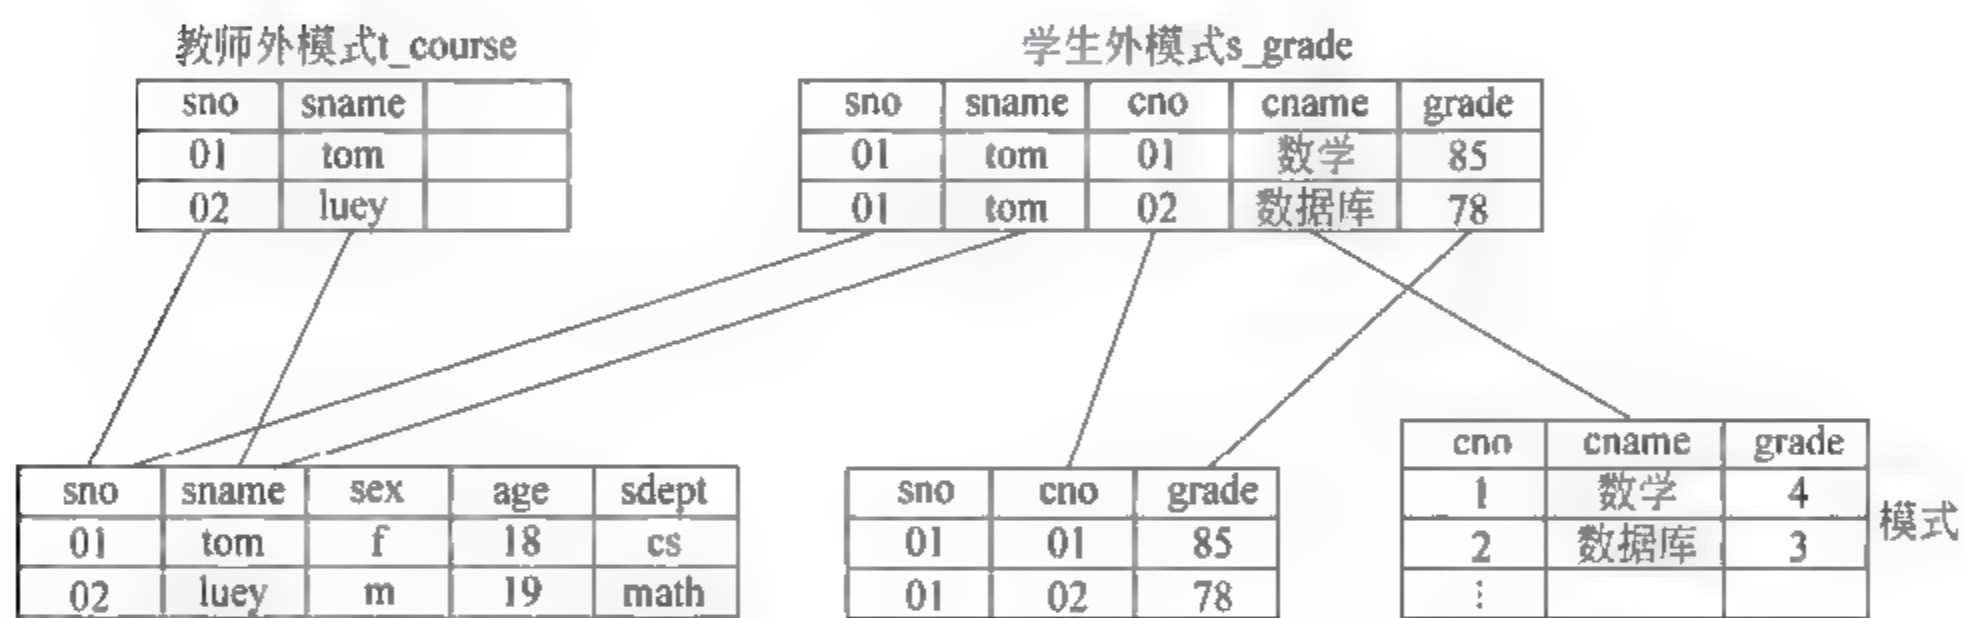 教师外模式t_course
学生外模式s_grade
sno sname
01 tom
02 luey
sno sname cno cname grade
01 tom 01 数学 85
01 tom 02 数据库 78
sno sname sex age sdept
01 tom f 18 cs
02 luey m 19 math
sno cno grade
01 01 85
01 02 78
cno cname grade
1 数学 4
2 数据库 3
⋮
模式